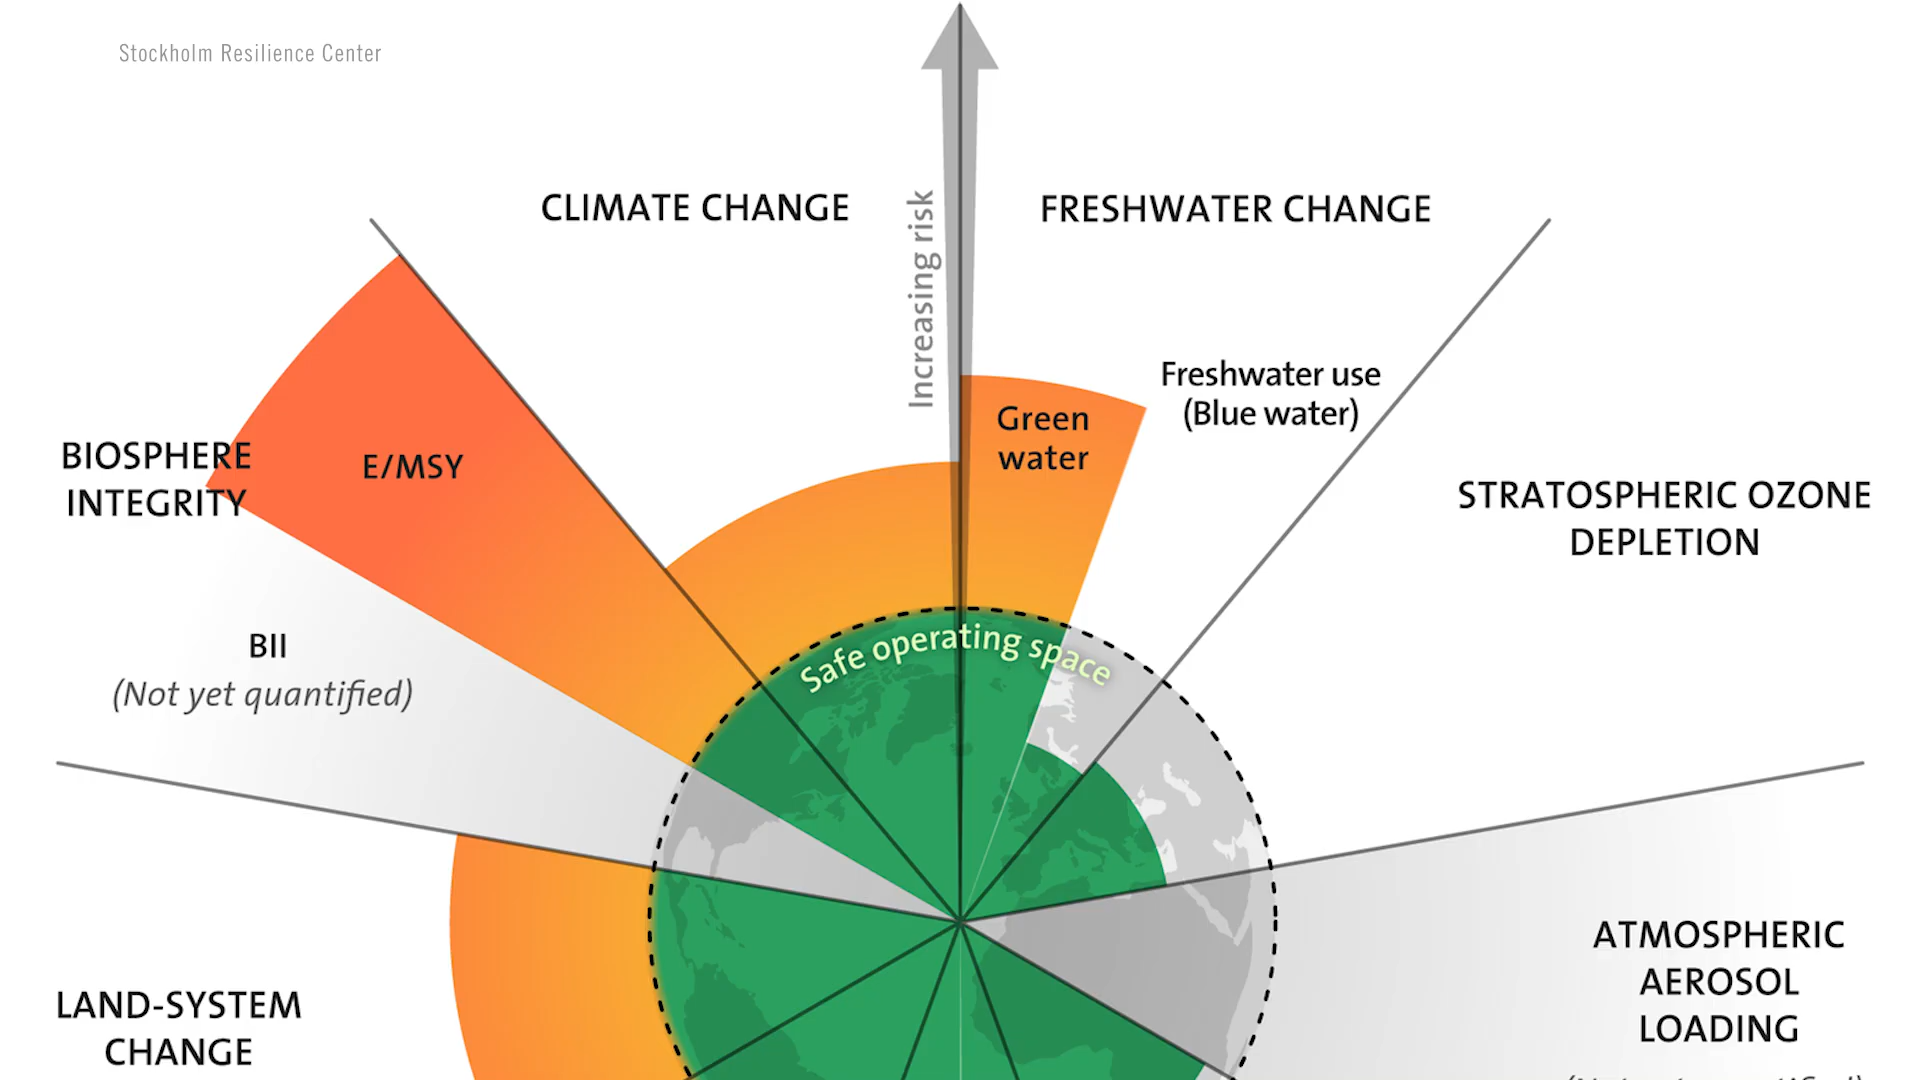 Stockholm Resilience Center
CLIMATE CHANGE
Increasing risk
FRESHWATER CHANGE
Freshwater use
(Blue water)
Green
water
BIOSPHERE
INTEGRITY
E/MSY
STRATOSPHERIC OZONE
DEPLETION
BII
(Not yet quantified)
Safe operating space
LAND-SYSTEM
CHANGE
ATMOSPHERIC
AEROSOL
LOADING